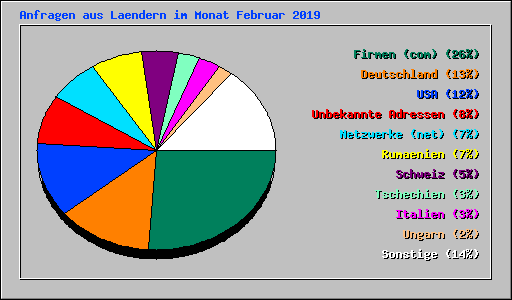 Anfragen aus Laendern im Monat Februar 2019
Firmen (com) (26%)
Deutschland (13%)
USA (12%)
Unbekannte Adressen (8%)
Netzwerke (net) (7%)
Rumaenien (7%)
Schweiz (5%)
Tschechien (3%)
Italien (3%)
Ungarn (2%)
Sonstige (14%)